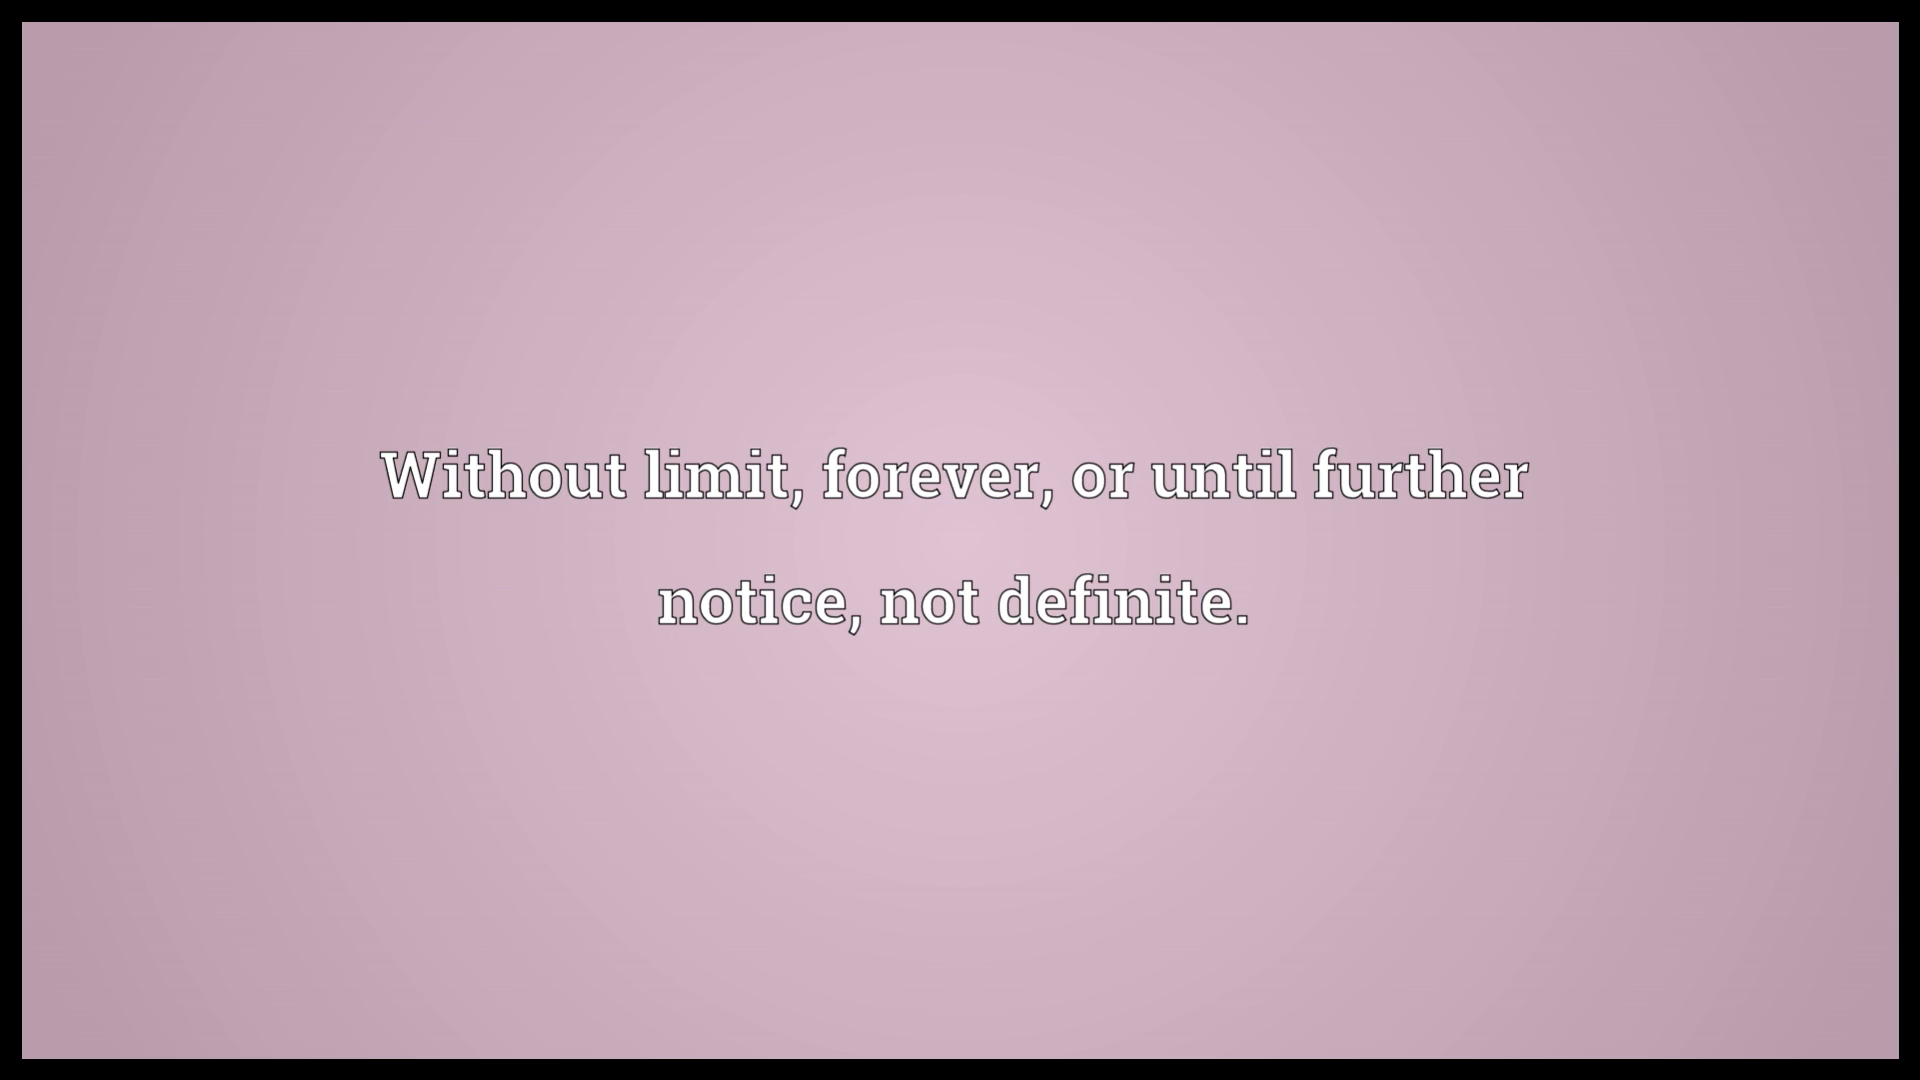 Without limit, forever, or until further
notice, not definite.